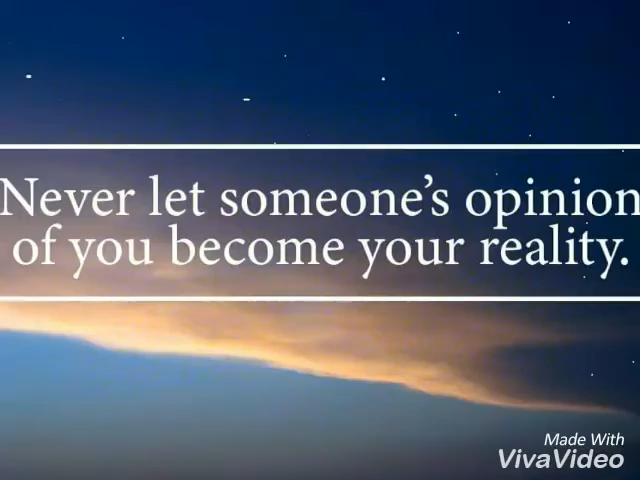 Never let someone's opinion
of you become your reality.
Made With
VivaVideo